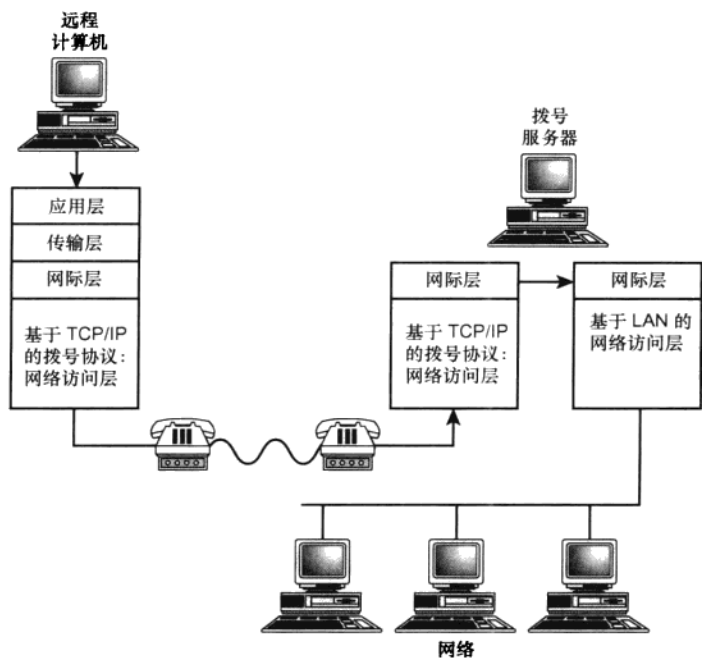 远程
计算机
拨号
服务器
应用层
传输层
网际层
基于 TCP/IP
的拨号协议：
网络访问层
网际层
基于 TCP/IP
的拨号协议：
网络访问层
网际层
基于 LAN 的
网络访问层
网络